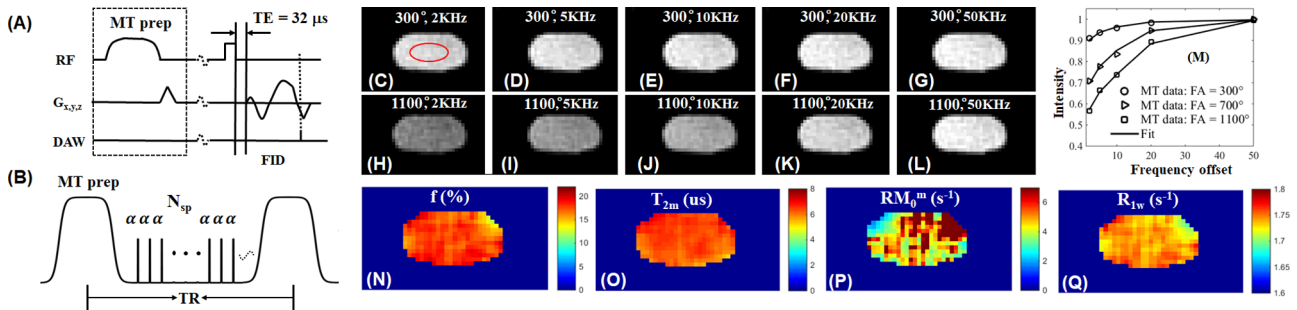 (A)
MT prep
TE = 32 µs
RF
Gx,y,z
DAW
FID
(B)
MT prep
Nsp
α α α
α α α
TR
300°, 2KHz
(C)
300°, 5KHz
(D)
300°, 10KHz
(E)
300°, 20KHz
(F)
300°, 50KHz
(G)
1100°, 2KHz
(H)
1100°, 5KHz
(I)
1100°, 10KHz
(J)
1100°, 20KHz
(K)
1100°, 50KHz
(L)
1
0.9
0.8
0.7
0.6
0.5
0.4
Intensity
(M)
MT data: FA = 300°
MT data: FA = 700°
MT data: FA = 1100°
Fit
10 20 30 40 50
Frequency offset
f (%)
(N)
20
15
10
5
0
T2m (us)
(O)
8
6
4
2
0
RM0m (s-1)
(P)
6
4
2
0
R1w (s-1)
(Q)
1.8
1.75
1.7
1.65
1.6